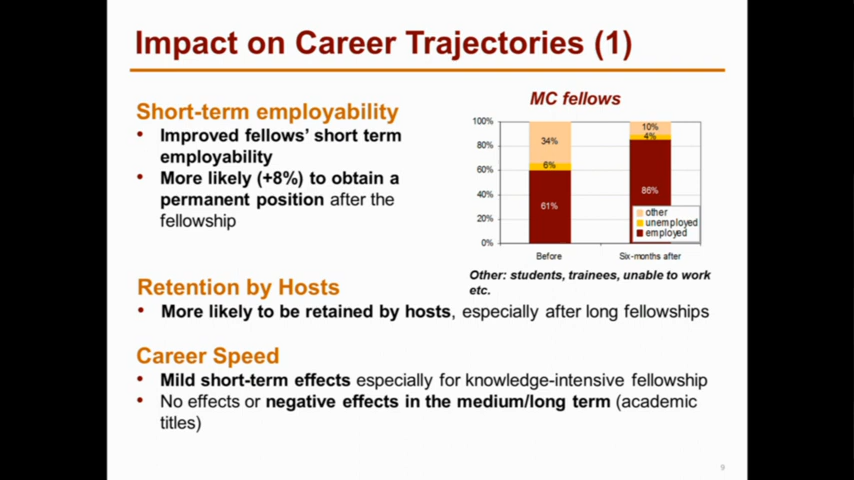 Impact on Career Trajectories (1)
Short-term employability
• Improved fellows' short term
employability
• More likely (+8%) to obtain a
permanent position after the
fellowship
MC fellows
100%
80%
60%
40%
20%
0%
34%
6%
61%
10%
4%
86%
other
unemployed
employed
Before
Six-months after
Other: students, trainees, unable to work
etc.
Retention by Hosts
• More likely to be retained by hosts, especially after long fellowships
Career Speed
• Mild short-term effects especially for knowledge-intensive fellowship
• No effects or negative effects in the medium/long term (academic
titles)
9